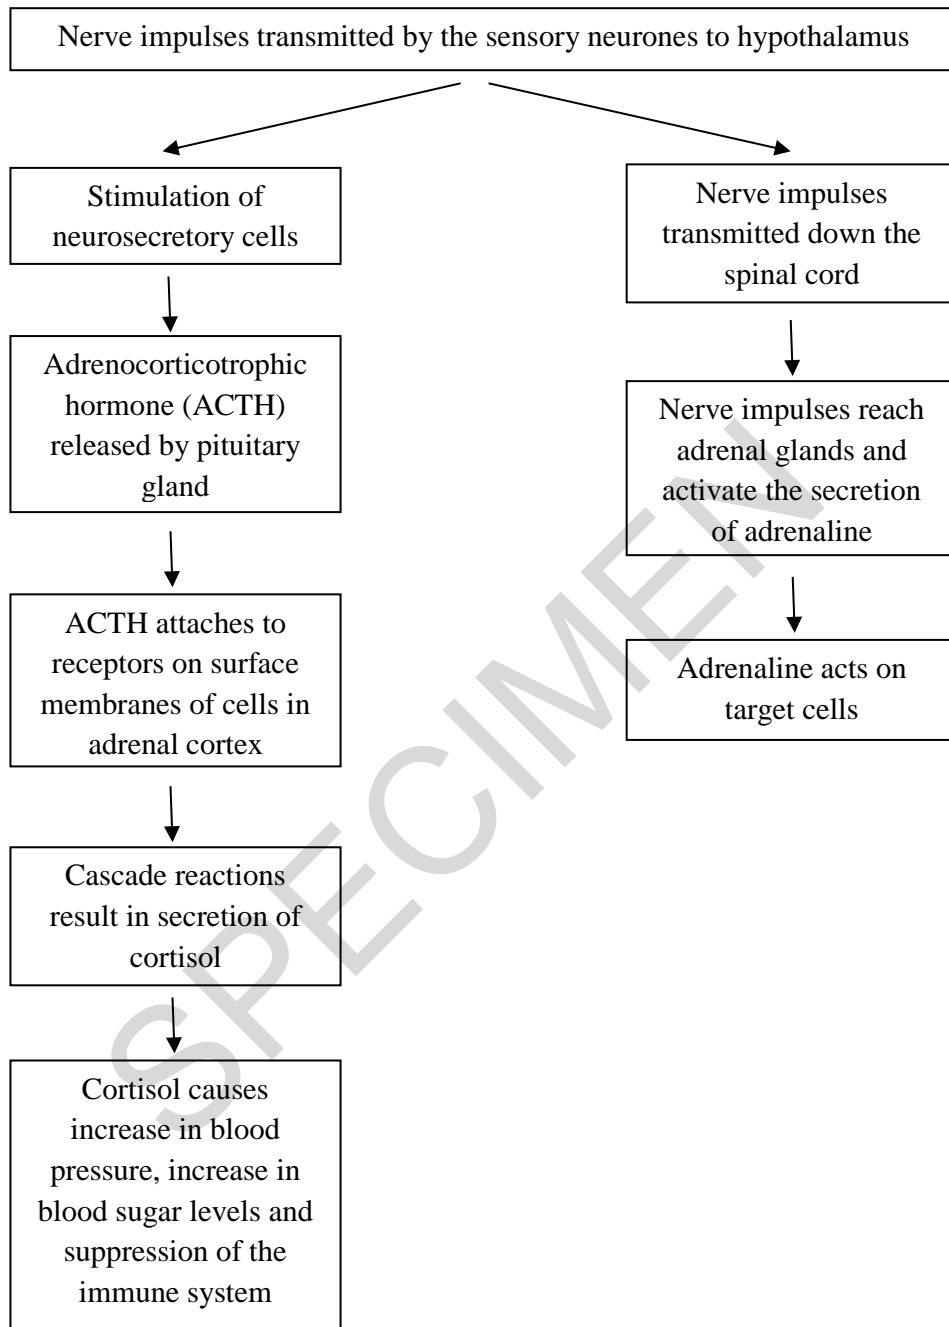 Nerve impulses transmitted by the sensory neurones to hypothalamus
Stimulation of
neurosecretory cells
Adrenocorticotrophic
hormone (ACTH)
released by pituitary
gland
ACTH attaches to
receptors on surface
membranes of cells in
adrenal cortex
Cascade reactions
result in secretion of
cortisol
Cortisol causes
increase in blood
pressure, increase in
blood sugar levels and
suppression of the
immune system
Nerve impulses
transmitted down the
spinal cord
Nerve impulses reach
adrenal glands and
activate the secretion
of adrenaline
Adrenaline acts on
target cells
SPECIMEN